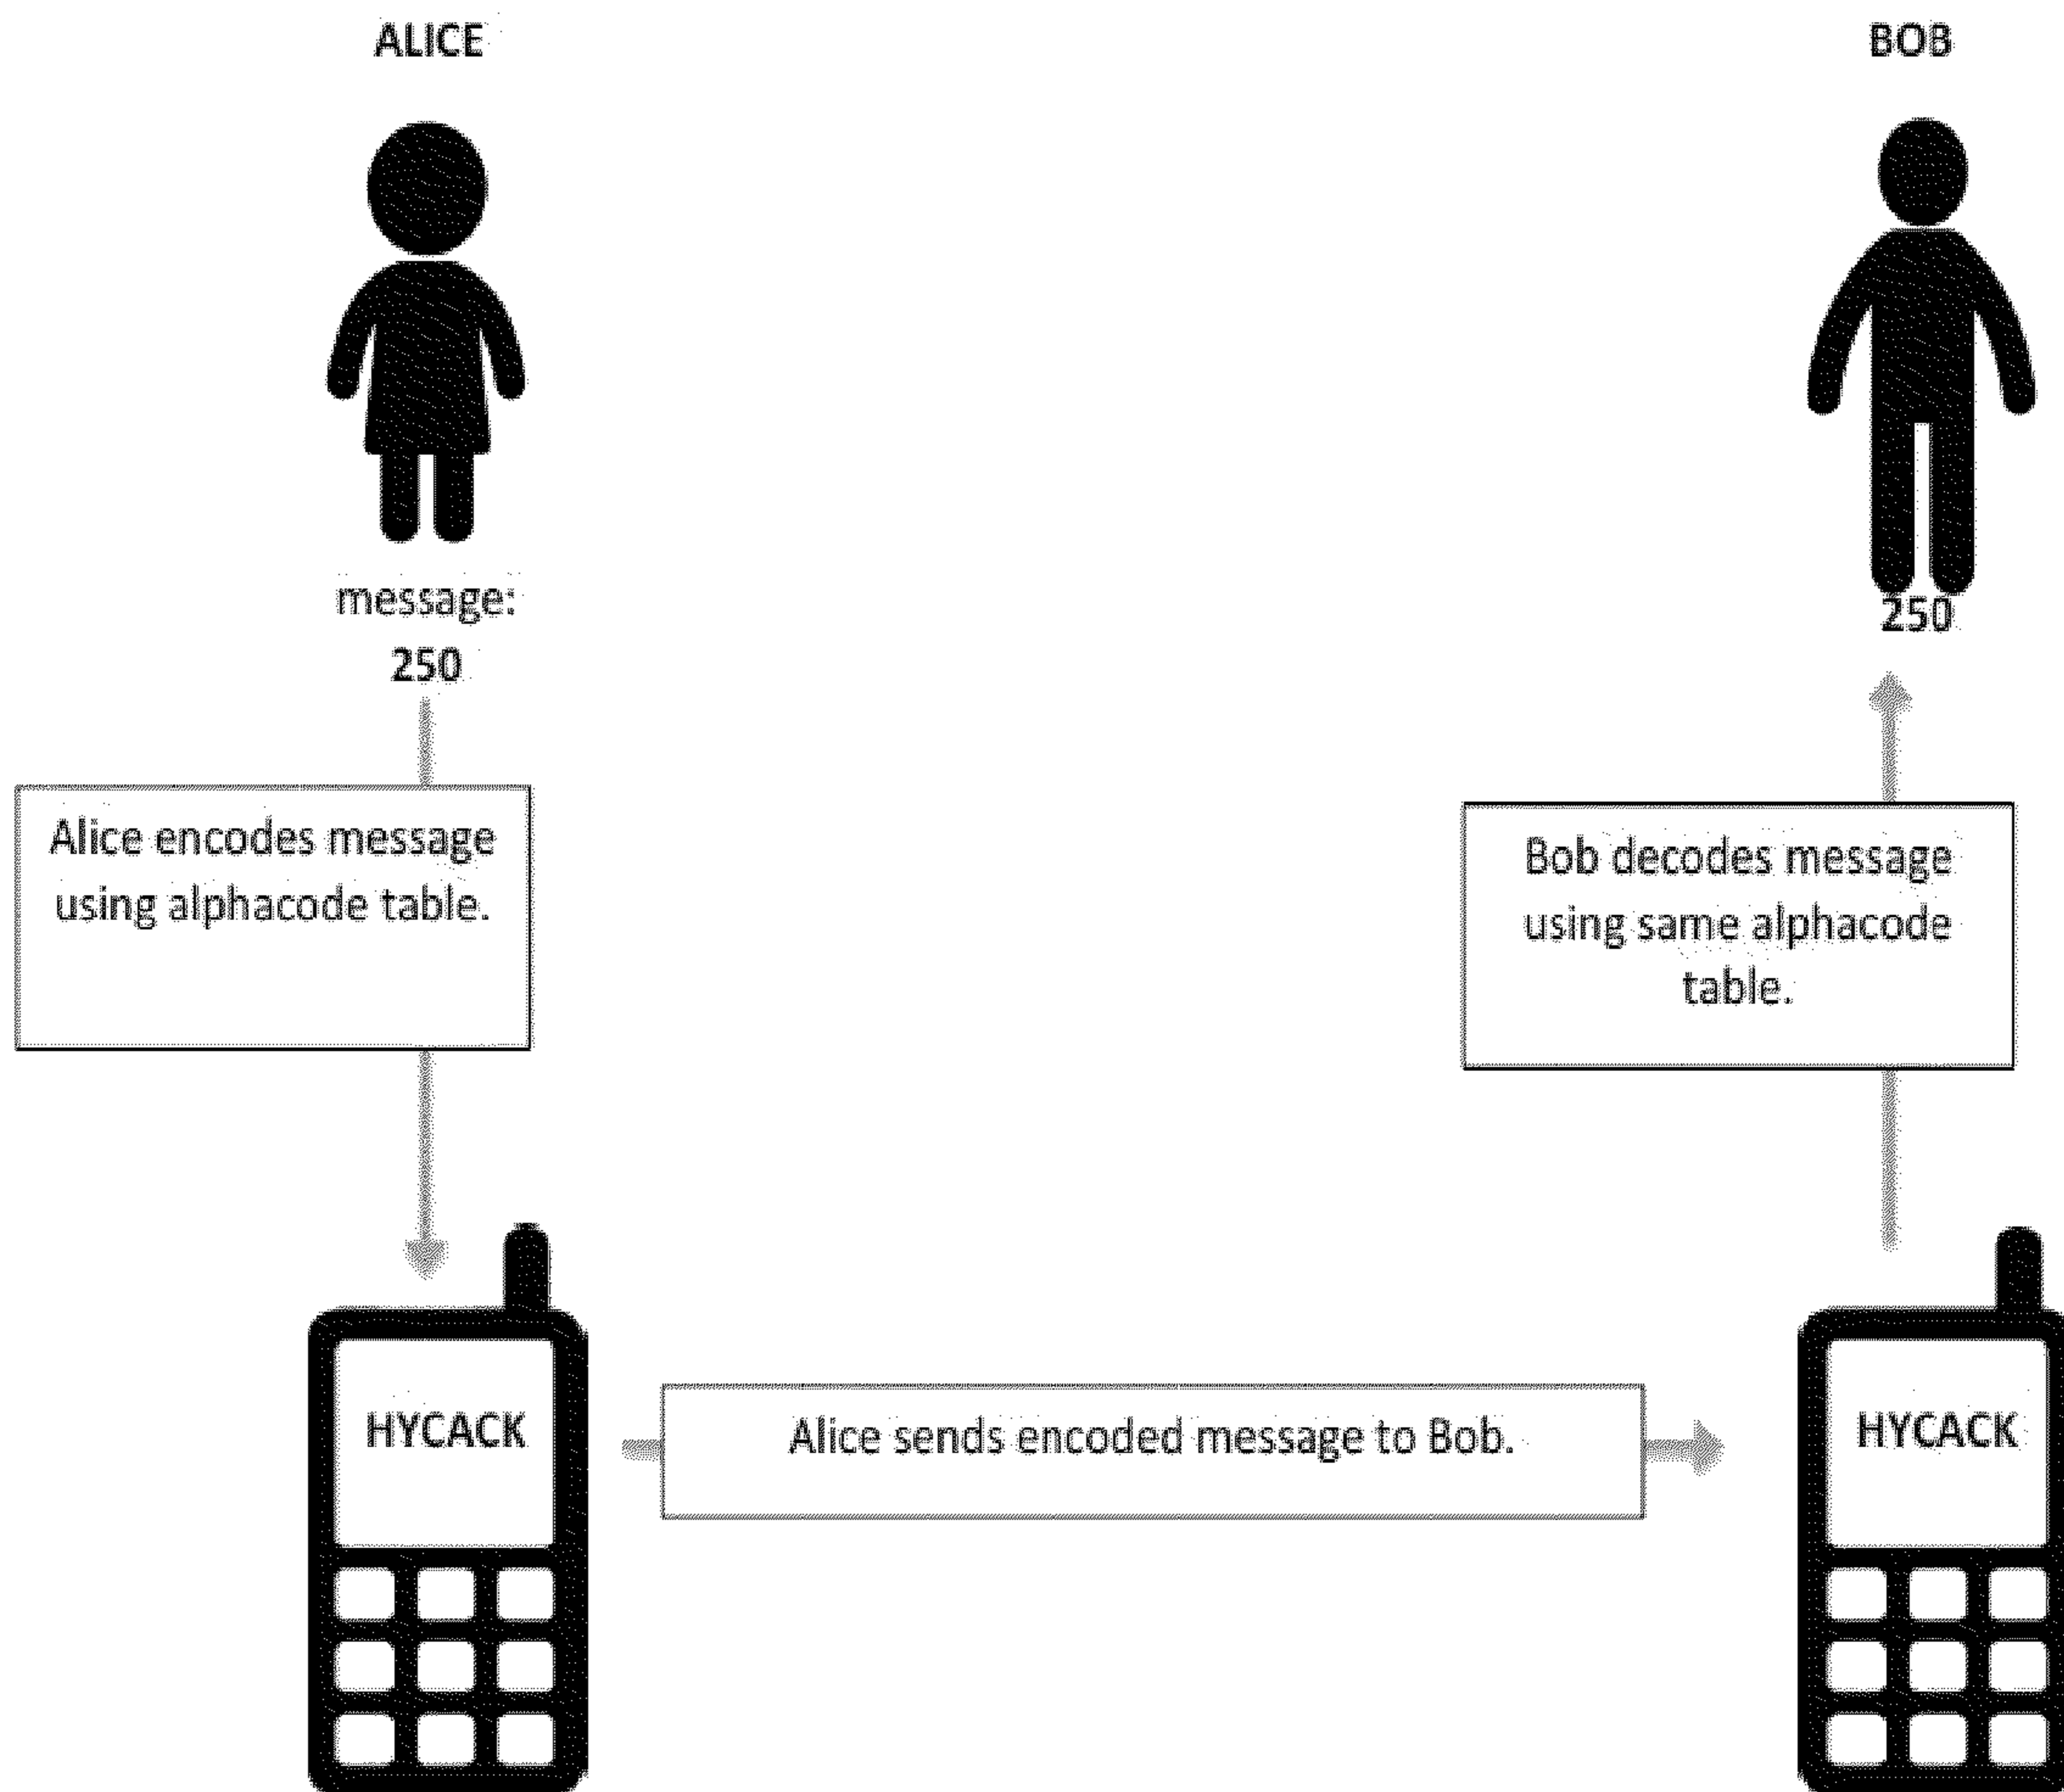 ALICE
BOB
message:
250
250
Alice encodes message
using alphacode table.
Bob decodes message
using same alphacode
table.
HYCACK
Alice sends encoded message to Bob.
HYCACK